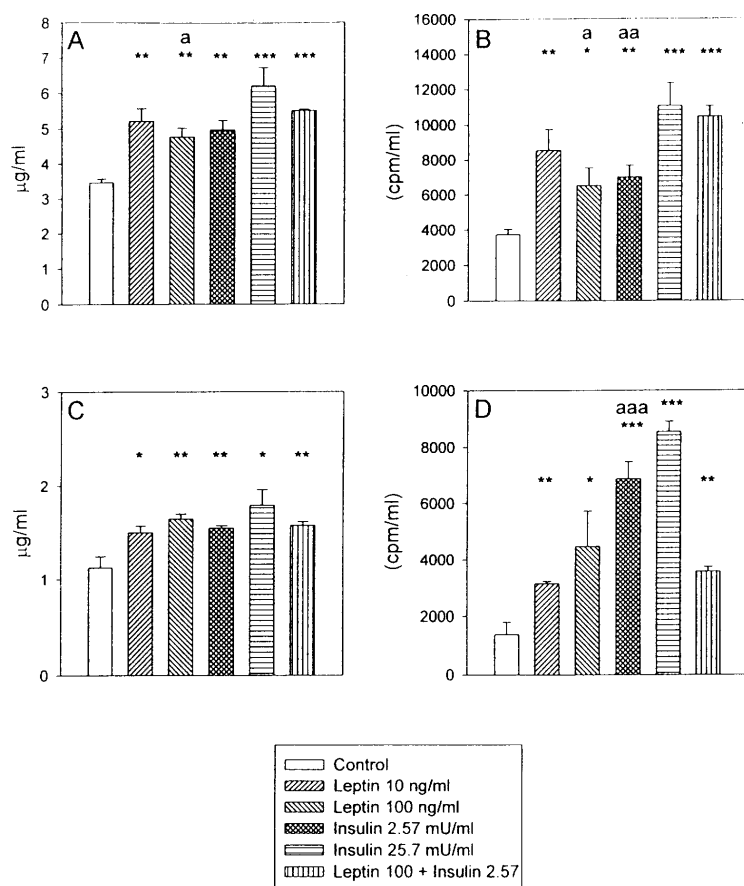 A
8
7
6
5
4
3
2
1
0
µg/ml
a
** ** ** *** ***
B
16000
14000
12000
10000
8000
6000
4000
2000
0
(cpm/ml)
a aa
** * ** *** ***
C
3
2
1
0
µg/ml
* ** ** * **
D
10000
8000
6000
4000
2000
0
(cpm/ml)
aaa ***
** * *** **
Control
Leptin 10 ng/ml
Leptin 100 ng/ml
Insulin 2.57 mU/ml
Insulin 25.7 mU/ml
Leptin 100 + Insulin 2.57